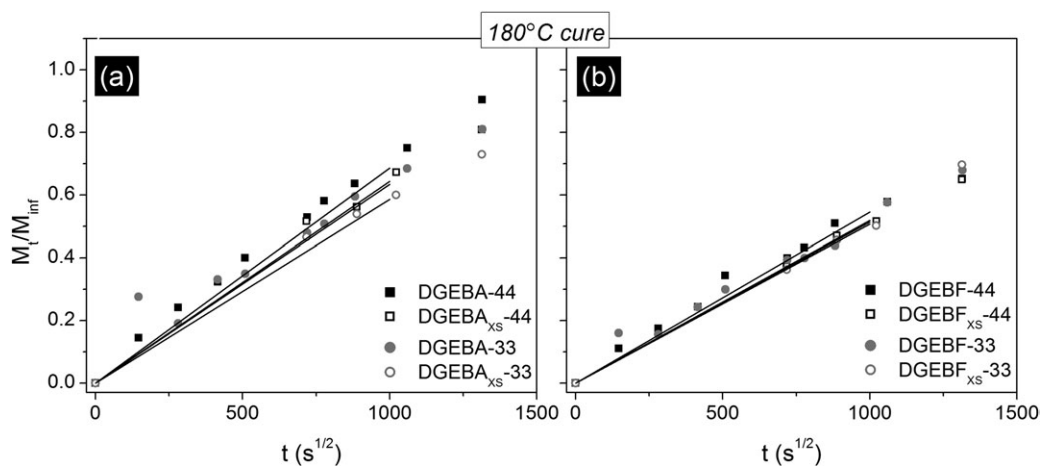 180°C cure
(a)
(b)
M_t/M_inf
1.0
0.8
0.6
0.4
0.2
0.0
DGEBA-44
DGEBA_XS-44
DGEBA-33
DGEBA_XS-33
DGEBF-44
DGEBF_XS-44
DGEBF-33
DGEBF_XS-33
0 500 1000 1500
0 500 1000 1500
t (s^1/2)
t (s^1/2)